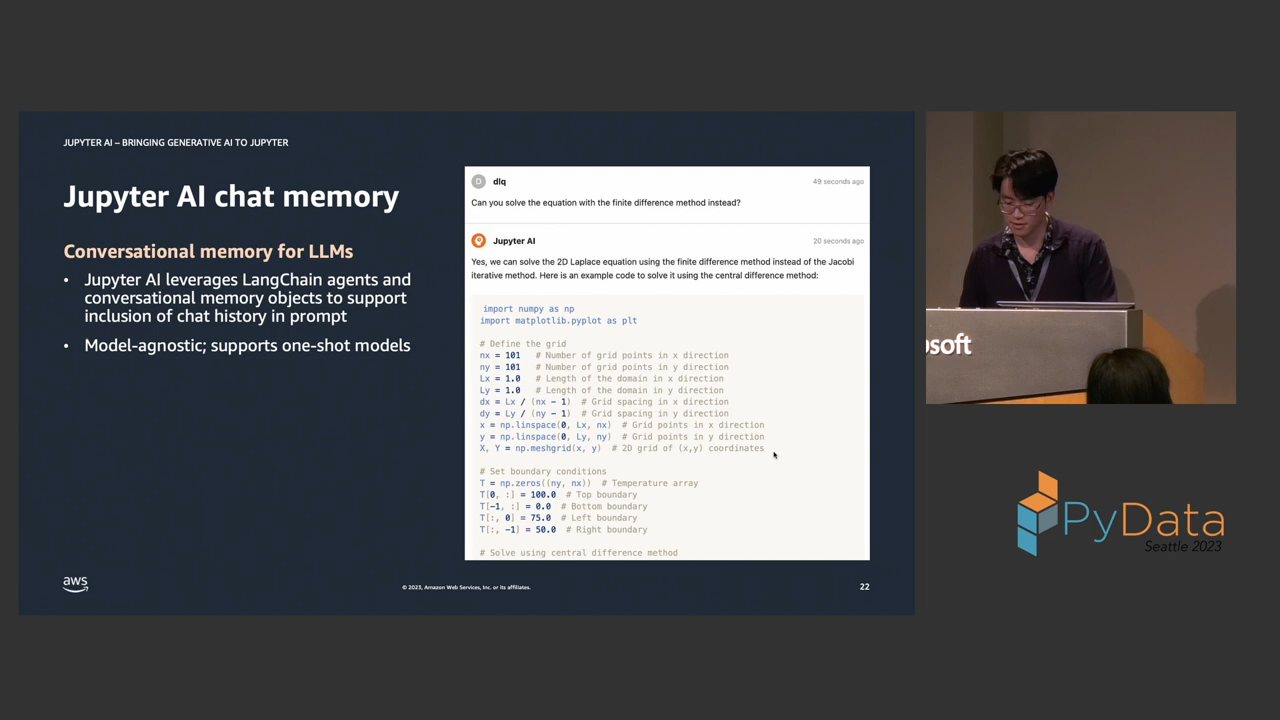 JUPYTER AI – BRINGING GENERATIVE AI TO JUPYTER
Jupyter AI chat memory
Conversational memory for LLMs
• Jupyter AI leverages LangChain agents and
conversational memory objects to support
inclusion of chat history in prompt
• Model-agnostic; supports one-shot models
D dlq 49 seconds ago
Can you solve the equation with the finite difference method instead?
Jupyter AI 20 seconds ago
Yes, we can solve the 2D Laplace equation using the finite difference method instead of the Jacobi
iterative method. Here is an example code to solve it using the central difference method:
import numpy as np
import matplotlib.pyplot as plt
# Define the grid
nx = 101 # Number of grid points in x direction
ny = 101 # Number of grid points in y direction
Lx = 1.0 # Length of the domain in x direction
Ly = 1.0 # Length of the domain in y direction
dx = Lx / (nx - 1) # Grid spacing in x direction
dy = Ly / (ny - 1) # Grid spacing in y direction
x = np.linspace(0, Lx, nx) # Grid points in x direction
y = np.linspace(0, Ly, ny) # Grid points in y direction
X, Y = np.meshgrid(x, y) # 2D grid of (x,y) coordinates
# Set boundary conditions
T = np.zeros((ny, nx)) # Temperature array
T[0, :] = 100.0 # Top boundary
T[-1, :] = 0.0 # Bottom boundary
T[:, 0] = 75.0 # Left boundary
T[:, -1] = 50.0 # Right boundary
# Solve using central difference method
aws
© 2023, Amazon Web Services, Inc. or its affiliates.
22
osoft
PyData
Seattle 2023